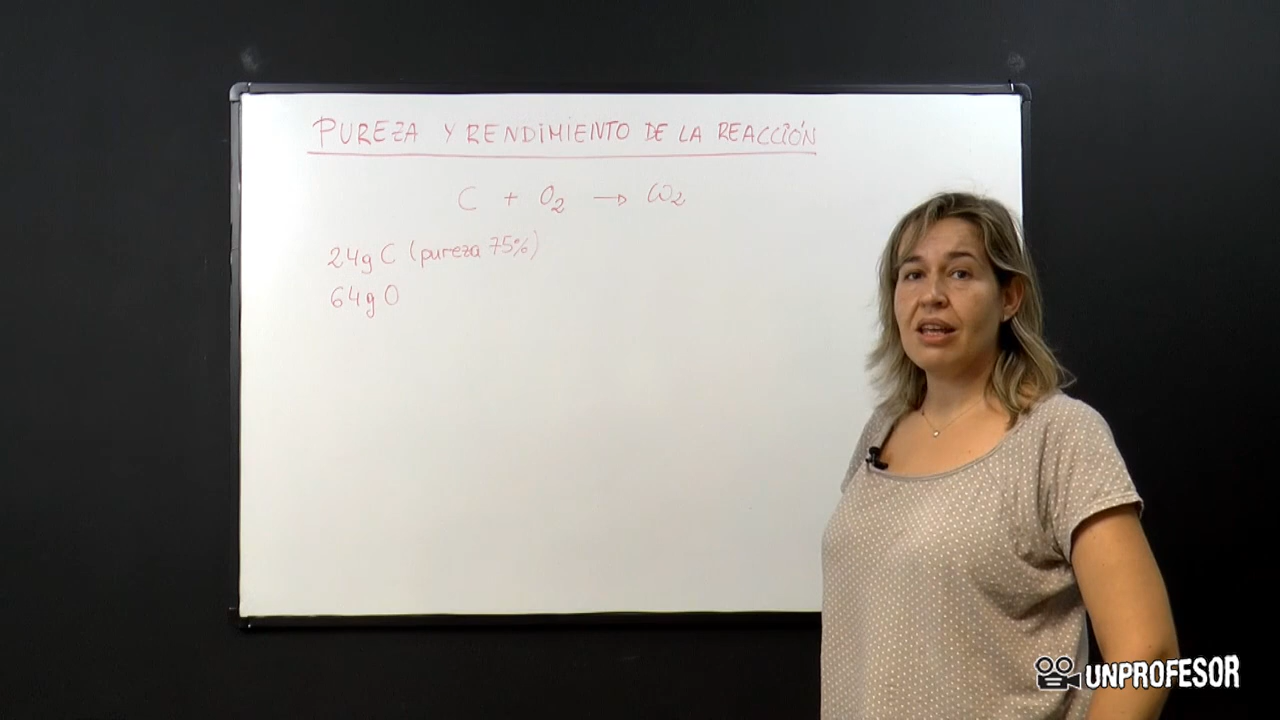 PUREZA Y RENDIMIENTO DE LA REACCIÓN
C + O₂ → CO₂
24g C (pureza 75%)
64g O
UNPROFESOR